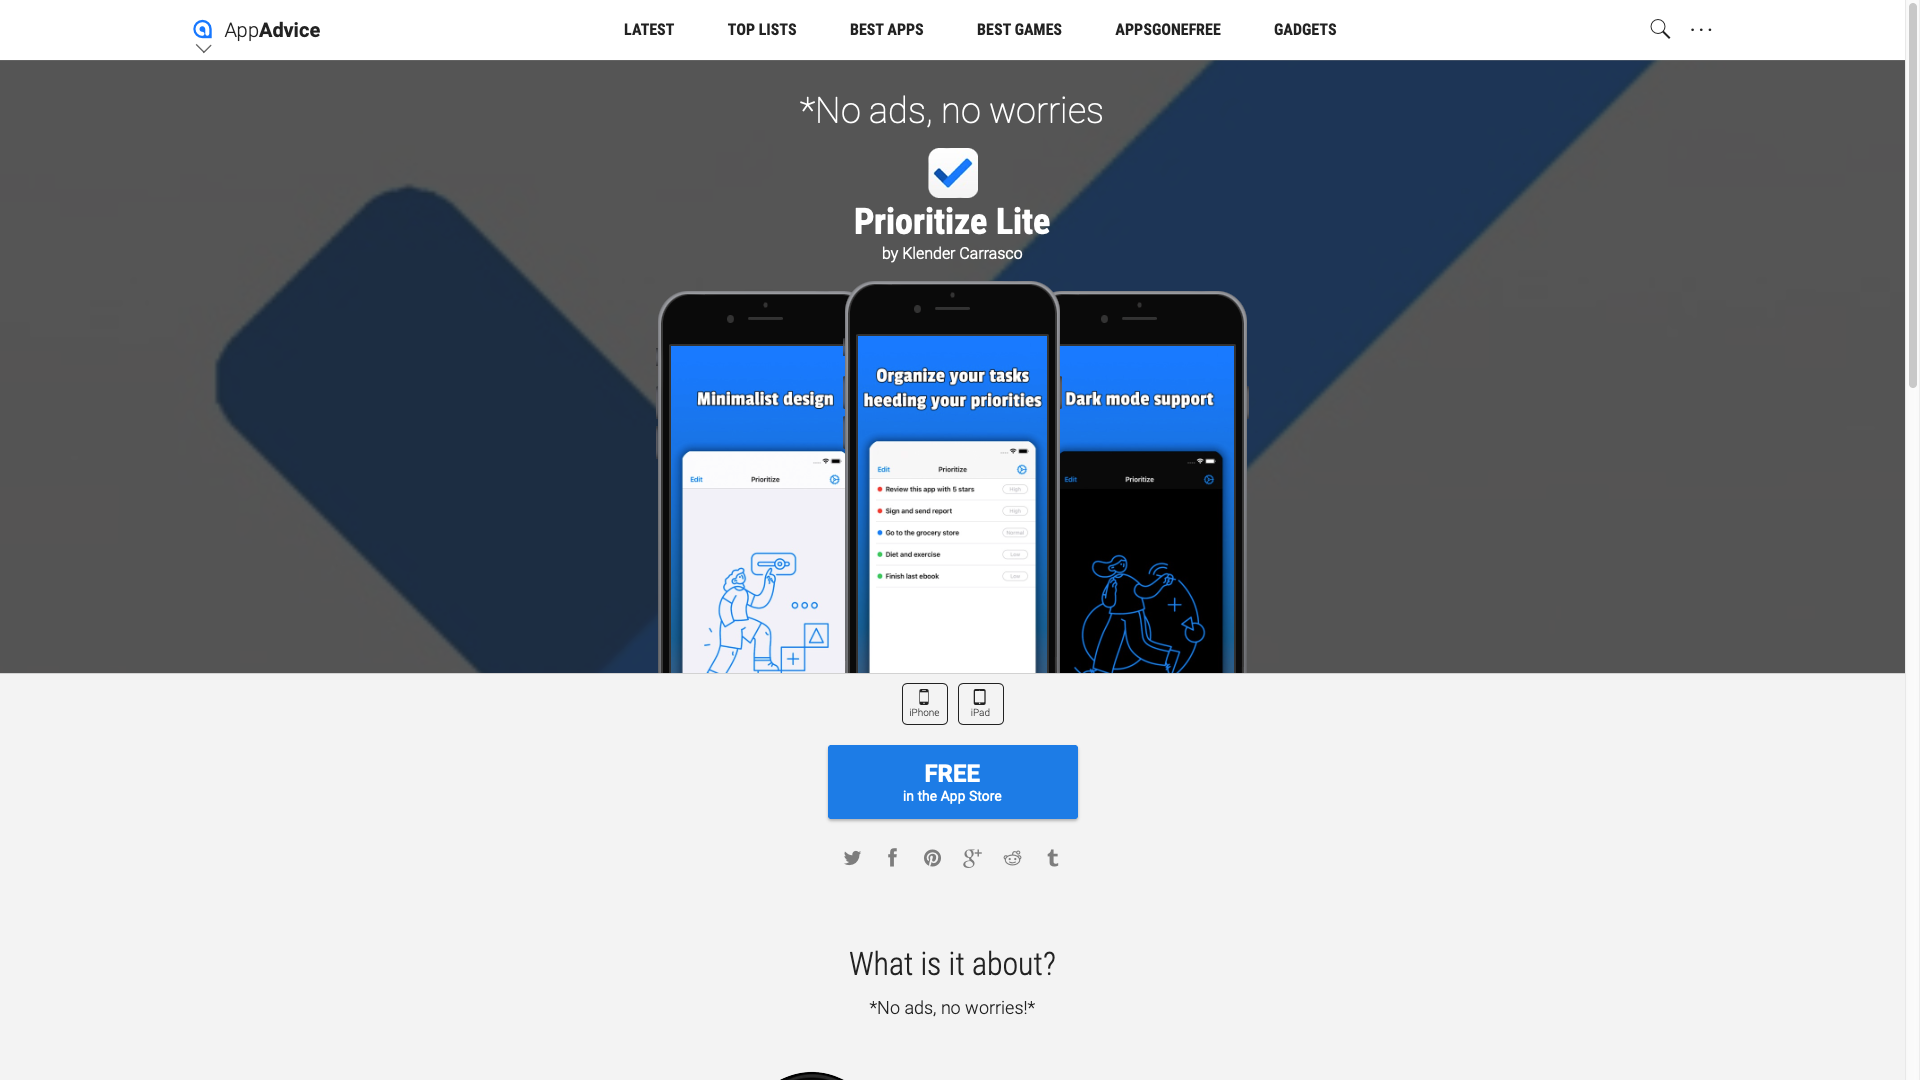 AppAdvice
LATEST
TOP LISTS
BEST APPS
BEST GAMES
APPSGONEFREE
GADGETS
*No ads, no worries
Prioritize Lite
by Klender Carrasco
Minimalist design
Edit
Prioritize
Organize your tasks
heeding your priorities
Edit
Prioritize
Review this app with 5 stars
High
Sign and send report
High
Go to the grocery store
Normal
Diet and exercise
Low
Finish last ebook
Low
Dark mode support
Edit
Prioritize
iPhone
iPad
FREE
in the App Store
What is it about?
*No ads, no worries!*